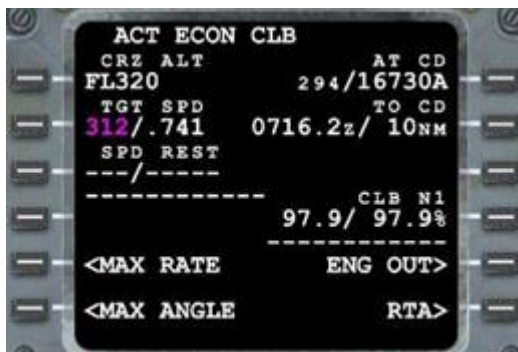 ACT ECON CLB
CRZ ALT AT CD
FL320 294/16730A
TGT SPD TO CD
312/.741 0716.2z/ 10NM
SPD REST
---/-----
------------- CLB N1
97.9/ 97.9%
------------
<MAX RATE ENG OUT>
<MAX ANGLE RTA>